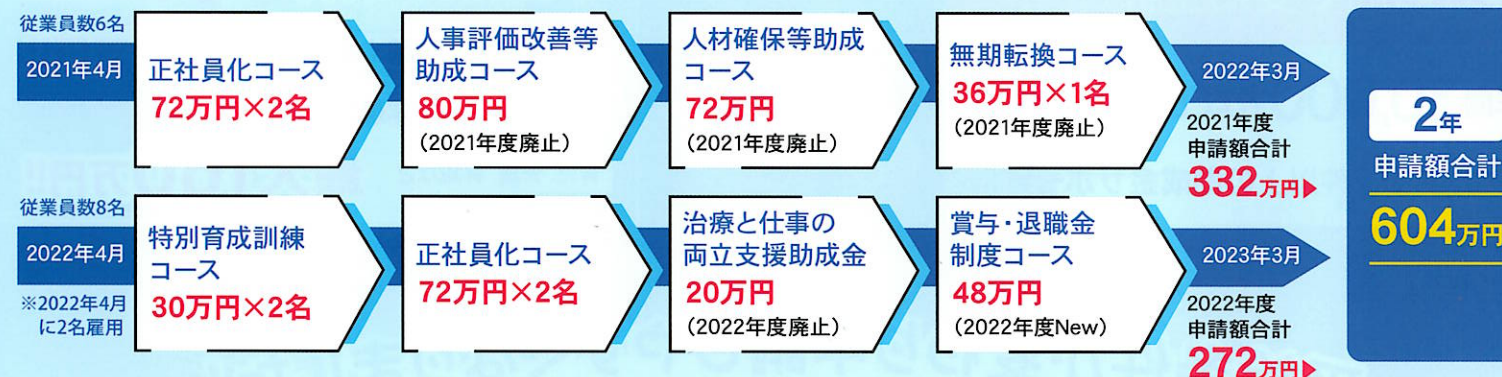 従業員数6名
2021年4月
正社員化コース
72万円×2名
人事評価改善等
助成コース
80万円
(2021年度廃止)
人材確保等助成
コース
72万円
(2021年度廃止)
無期転換コース
36万円×1名
(2021年度廃止)
2022年3月
2021年度
申請額合計
332万円▶
従業員数8名
2022年4月
※2022年4月
に2名雇用
特別育成訓練
コース
30万円×2名
正社員化コース
72万円×2名
治療と仕事の
両立支援助成金
20万円
(2022年度廃止)
賞与・退職金
制度コース
48万円
(2022年度New)
2023年3月
2022年度
申請額合計
272万円▶
2年
申請額合計
604万円